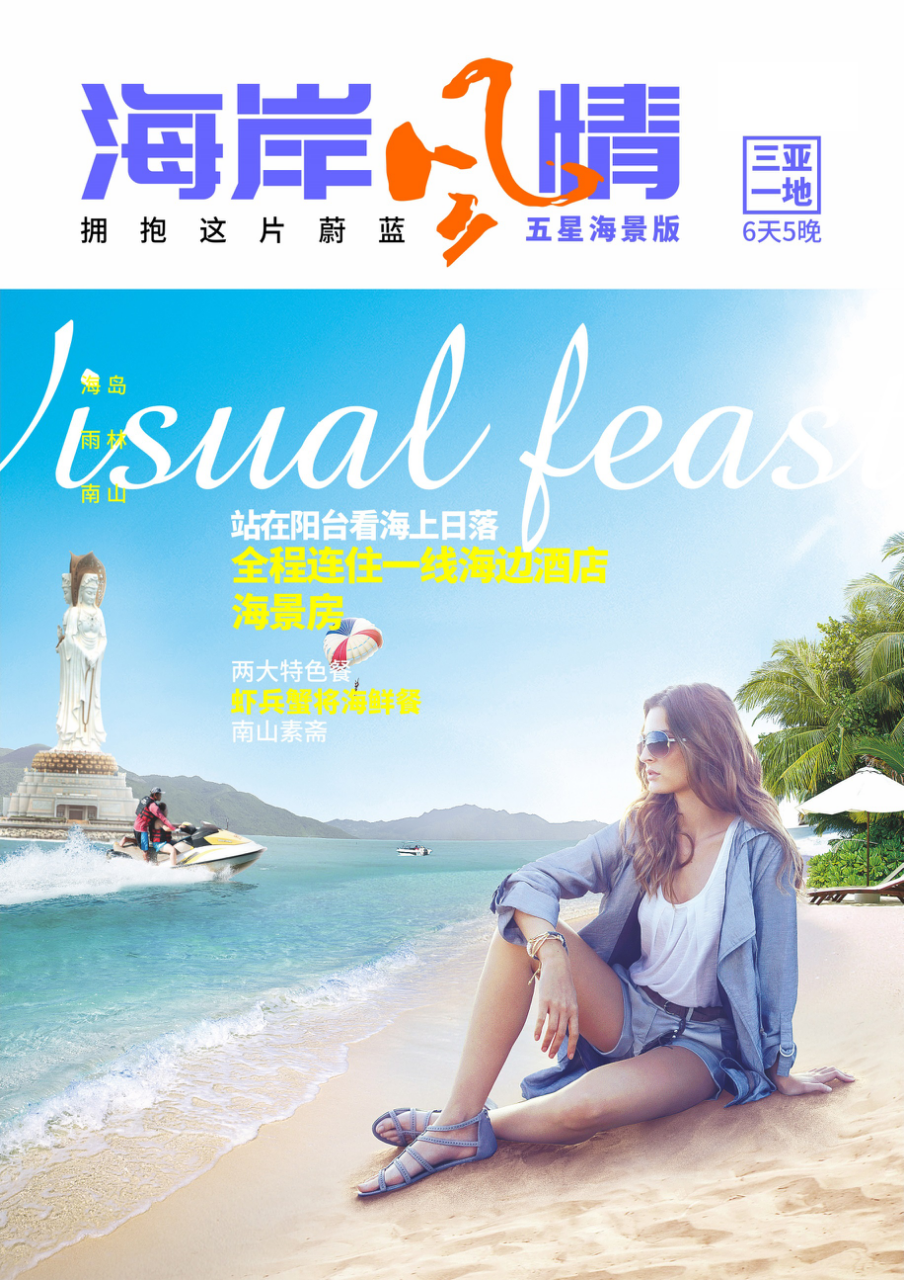 海岸风情
拥抱这片蔚蓝
五星海景版
三亚
一地
6天5晚
Visual feast
海岛
雨林
南山
站在阳台看海上日落
全程连住一线海边酒店
海景房
两大特色餐
虾兵蟹将海鲜餐
南山素斋